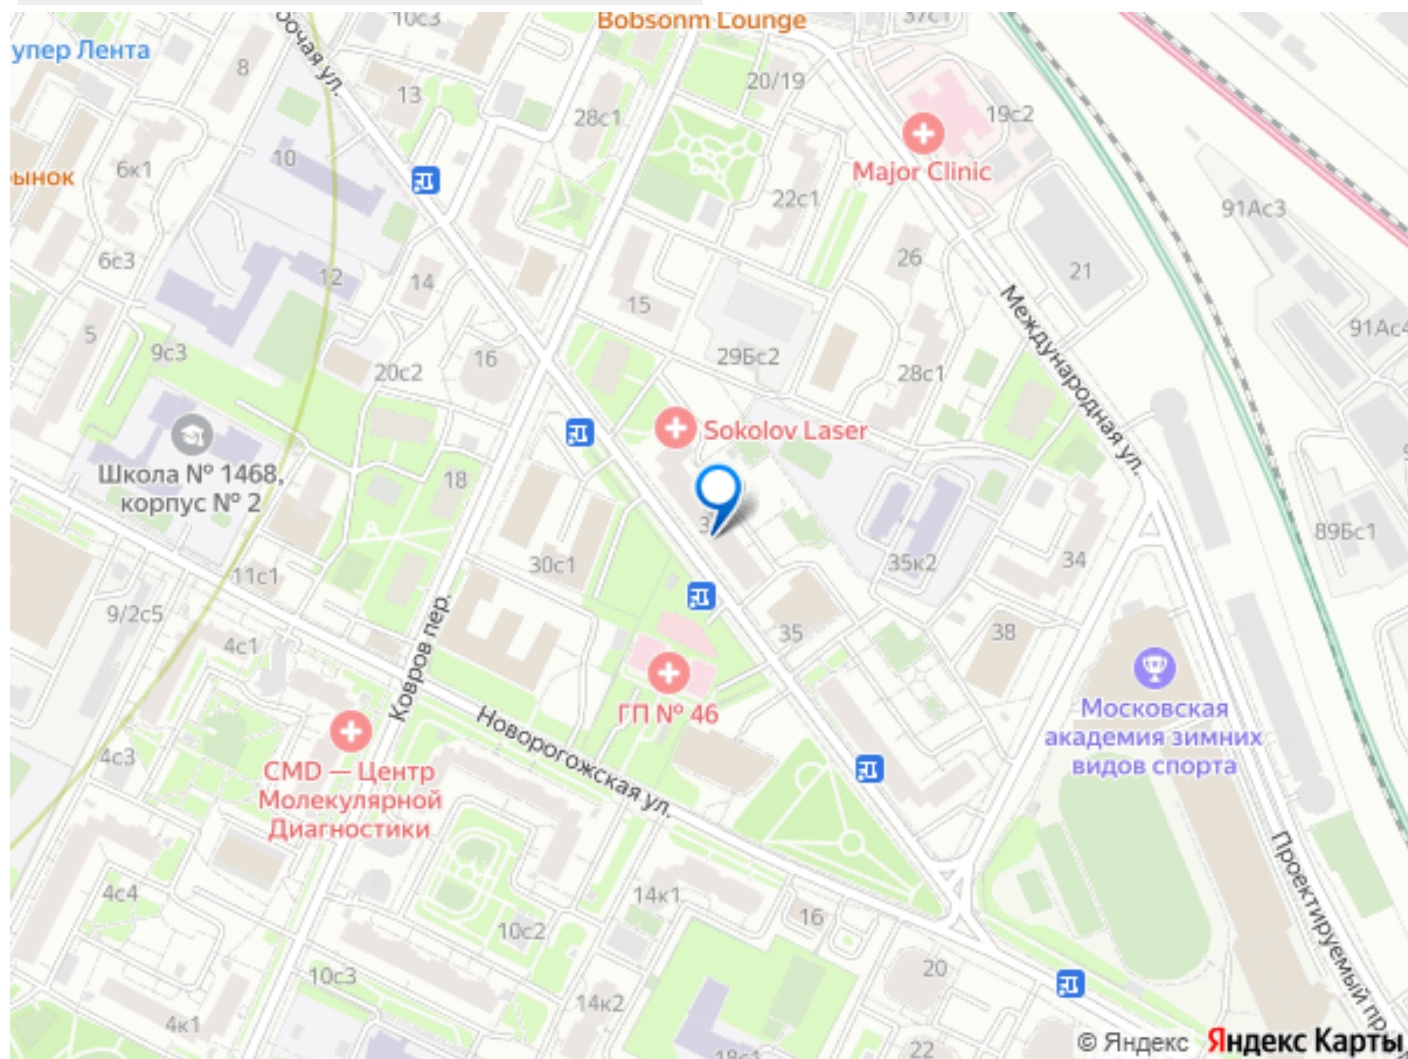 Bobsonm Lounge
10с3
37с1
упер Лента
рочая ул.
8
20/19
13
28с1
19с2
Major Clinic
10
6к1
ынок
22с1
91Ас3
6с3
26
12
14
21
15
Международная ул.
5
9с3
16
29Бс2
91Ас4
20с2
28с1
Sokolov Laser
Школа № 1468,
корпус № 2
18
89Бс1
30с1
35к2
34
11с1
9/2с5
Ковров пер.
35
38
4с1
ГП № 46
Новорогожская ул.
Московская
академия зимних
видов спорта
4с3
CMD — Центр
Молекулярной
Диагностики
Проектируемый пр
4с4
14к1
16
10с2
10с3
20
14к2
4к1
18с1
22
© Яндекс
Яндекс Карты